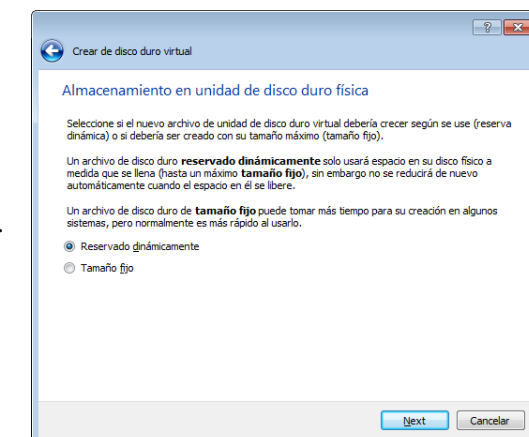 Crear de disco duro virtual
Almacenamiento en unidad de disco duro física
Seleccione si el nuevo archivo de unidad de disco duro virtual debería crecer según se use (reserva
dinámica) o si debería ser creado con su tamaño máximo (tamaño fijo).
Un archivo de disco duro reservado dinámicamente solo usará espacio en su disco físico a
medida que se llena (hasta un máximo tamaño fijo), sin embargo no se reducirá de nuevo
automáticamente cuando el espacio en él se libere.
Un archivo de disco duro de tamaño fijo puede tomar más tiempo para su creación en algunos
sistemas, pero normalmente es más rápido al usarlo.
.
Reservado dinámicamente
Tamaño fijo
Next Cancelar